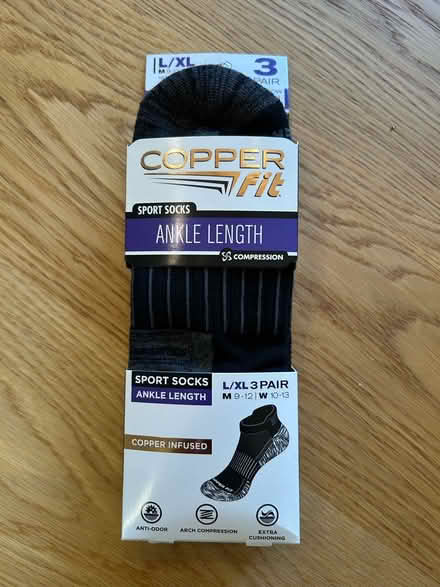 L/XL
3
PAIR
COPPER
fit
SPORT SOCKS
ANKLE LENGTH
COMPRESSION
SPORT SOCKS
ANKLE LENGTH
L/XL 3 PAIR
M 9-12 | W 10-13
COPPER INFUSED
ANTI-ODOR
ARCH COMPRESSION
EXTRA
CUSHIONING